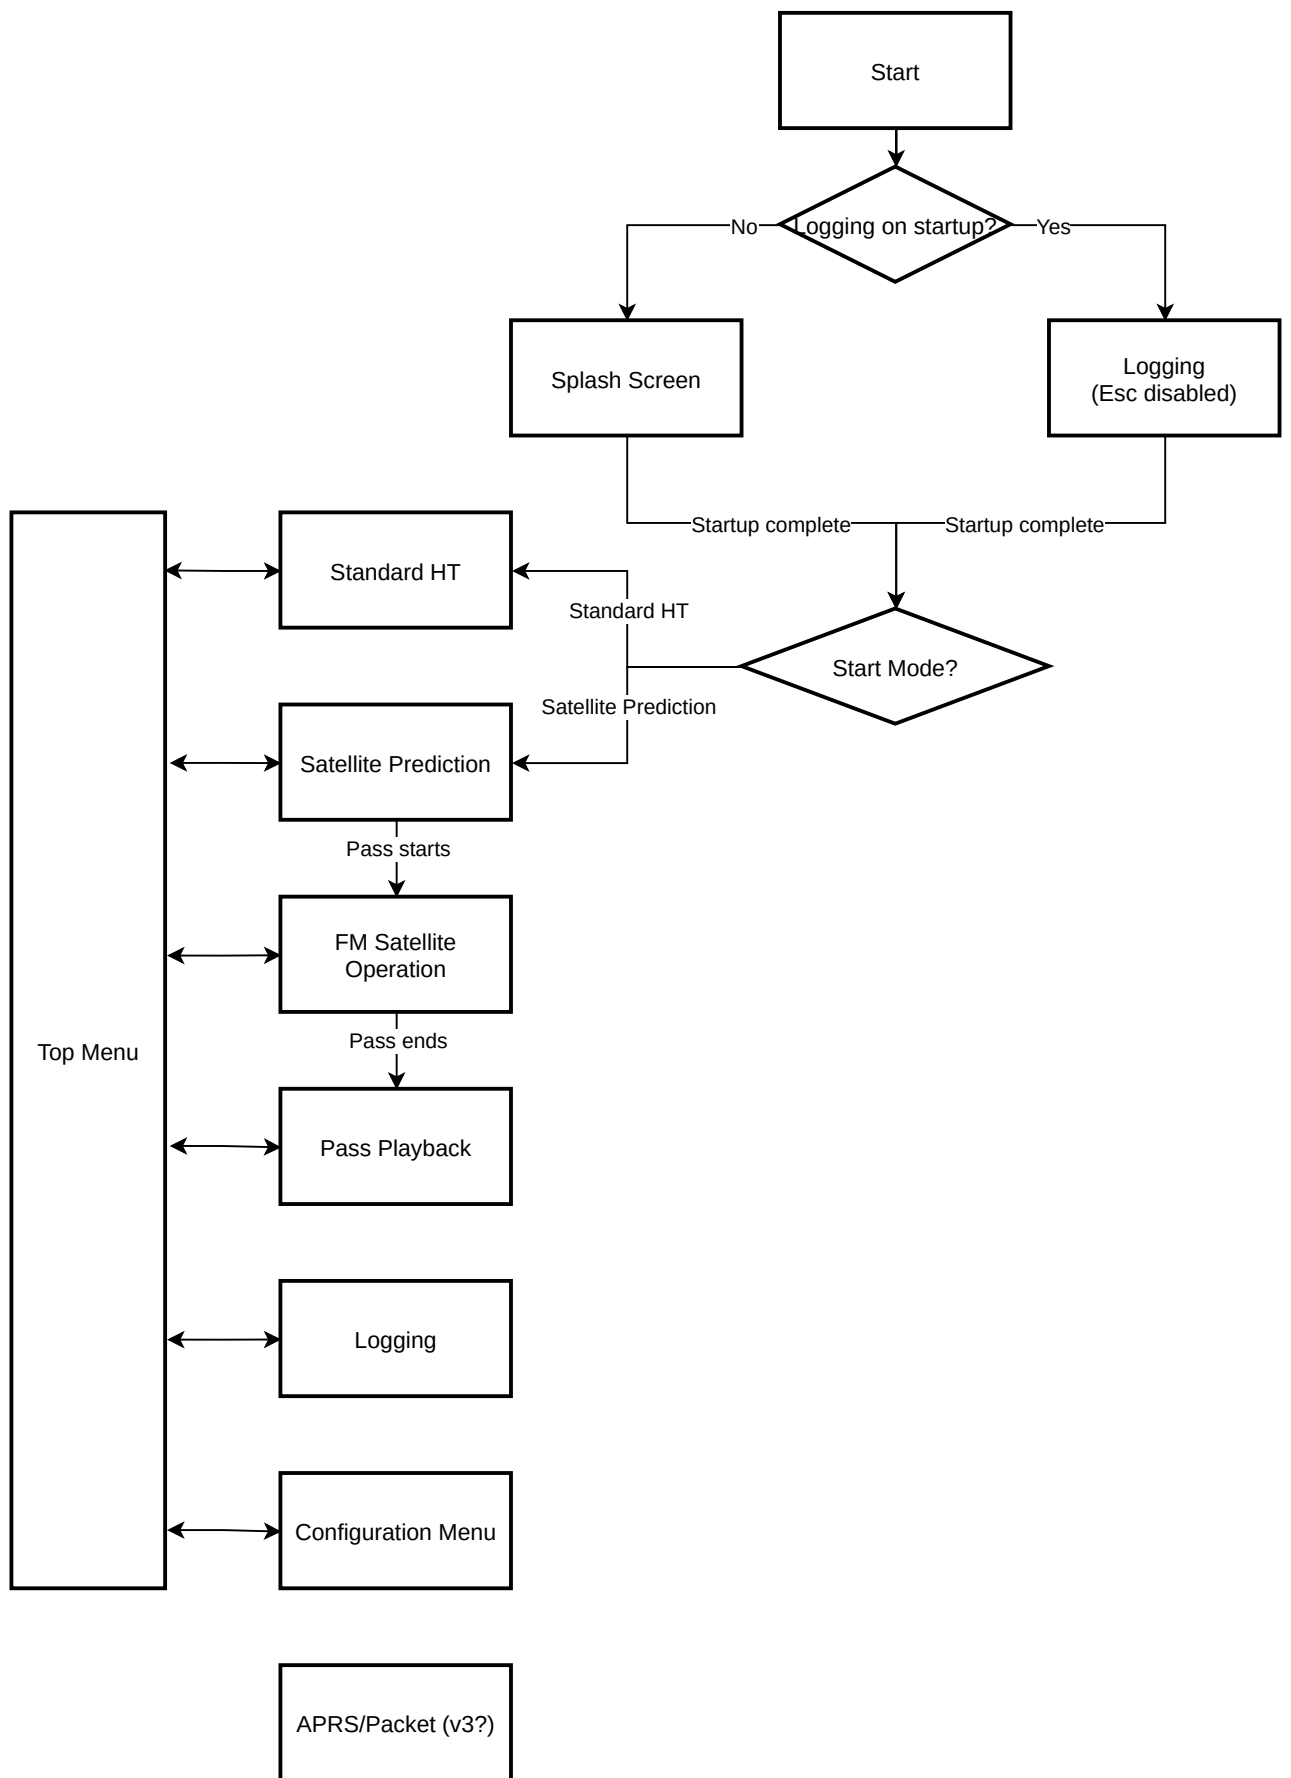 Start
Logging on startup?
No
Yes
Splash Screen
Logging
(Esc disabled)
Startup complete
Startup complete
Standard HT
Standard HT
Start Mode?
Satellite Prediction
Satellite Prediction
Pass starts
FM Satellite
Operation
Pass ends
Top Menu
Pass Playback
Logging
Configuration Menu
APRS/Packet (v3?)